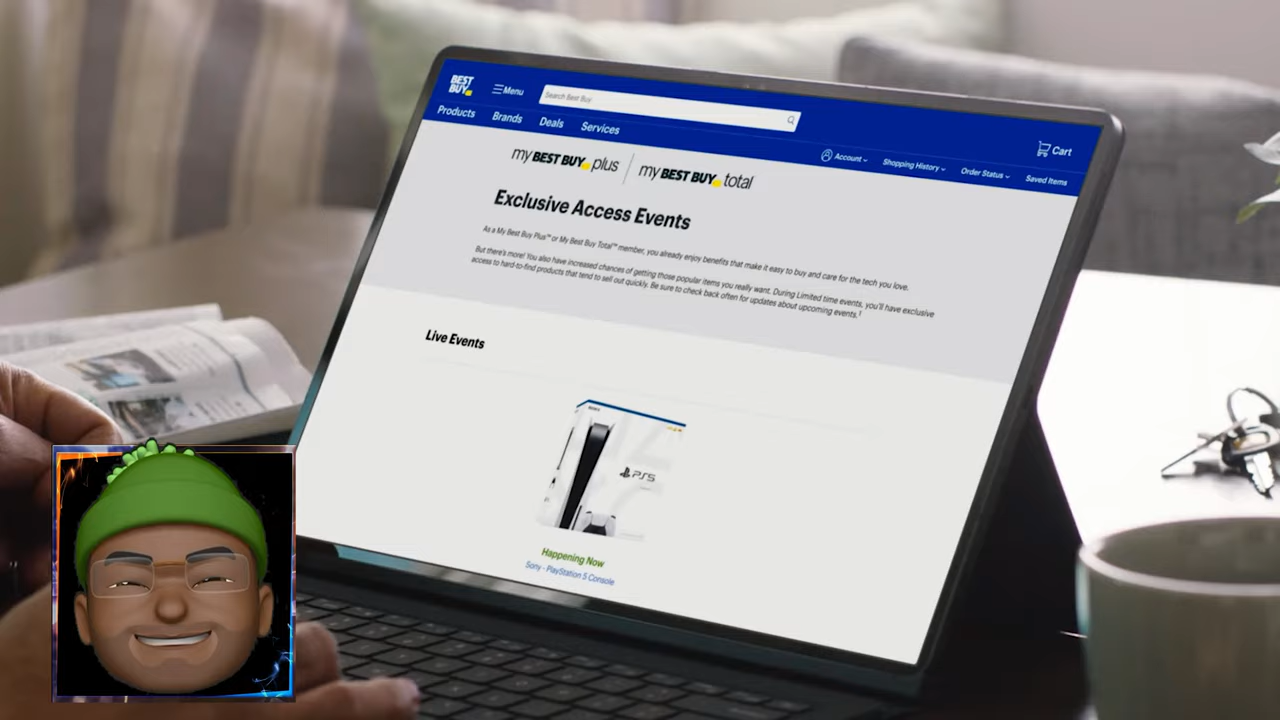 BEST
BUY
Menu
Search Best Buy
Cart
Products
Brands
Deals
Services
Account
Shopping History
Order Status
Saved Items
my BEST BUY plus
my BEST BUY total
Exclusive Access Events
As a My Best Buy Plus™ or My Best Buy Total™ member, you already enjoy benefits that make it easy to buy and care for the tech you love.
But there's more! You also have increased chances of getting those popular items you really want. During Limited time events, you'll have exclusive
access to hard-to-find products that tend to sell out quickly. Be sure to check back often for updates about upcoming events.
Live Events
SONY
PS5
Happening Now
Sony - PlayStation 5 Console